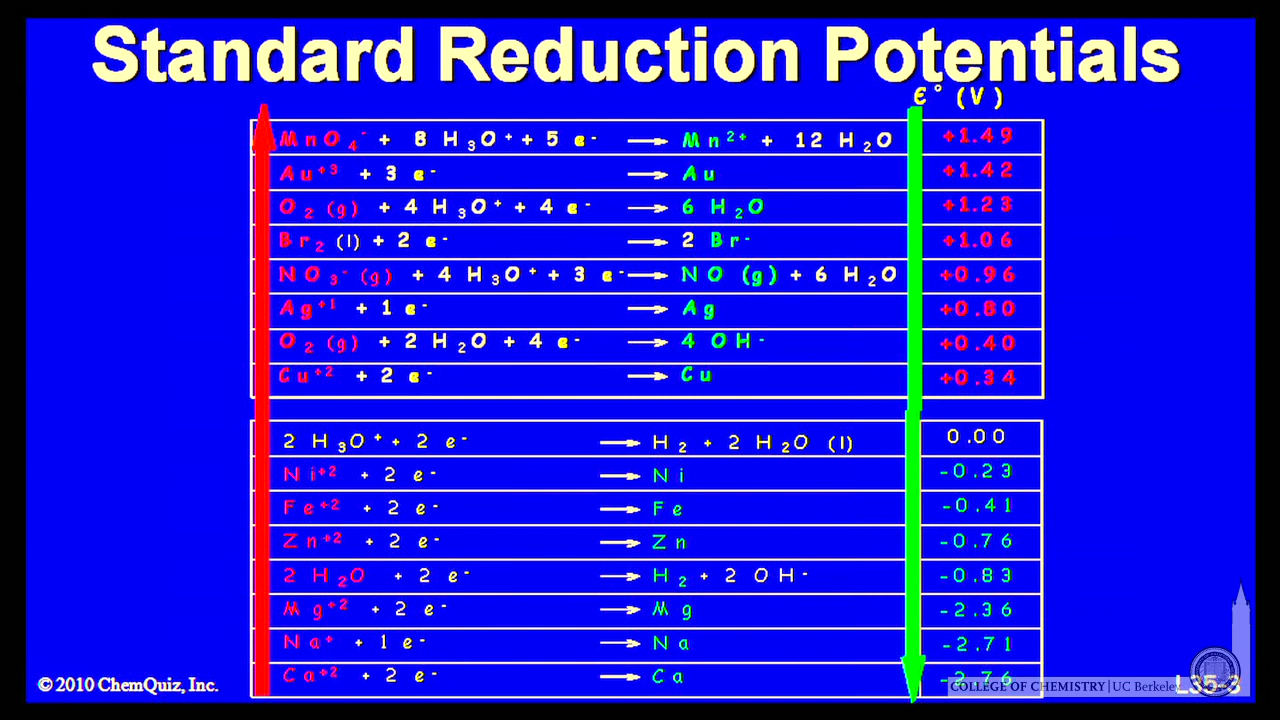 Standard Reduction Potentials
ϵ° (V)
MnO₄⁻ + 8 H₃O⁺ + 5 e⁻ → Mn²⁺ + 12 H₂O +1.49
Au⁺³ + 3 e⁻ → Au +1.42
O₂ (g) + 4 H₃O⁺ + 4 e⁻ → 6 H₂O +1.23
Br₂ (l) + 2 e⁻ → 2 Br⁻ +1.06
NO₃⁻ (g) + 4 H₃O⁺ + 3 e⁻ → NO (g) + 6 H₂O +0.96
Ag⁺¹ + 1 e⁻ → Ag +0.80
O₂ (g) + 2 H₂O + 4 e⁻ → 4 OH⁻ +0.40
Cu⁺² + 2 e⁻ → Cu +0.34
2 H₃O⁺ + 2 e⁻ → H₂ + 2 H₂O (l) 0.00
Ni⁺² + 2 e⁻ → Ni -0.23
Fe⁺² + 2 e⁻ → Fe -0.41
Zn⁺² + 2 e⁻ → Zn -0.76
2 H₂O + 2 e⁻ → H₂ + 2 OH⁻ -0.83
Mg⁺² + 2 e⁻ → Mg -2.36
Na⁺ + 1 e⁻ → Na -2.71
Ca⁺² + 2 e⁻ → Ca -2.76
© 2010 ChemQuiz, Inc.
COLLEGE OF CHEMISTRY | UC Berkeley